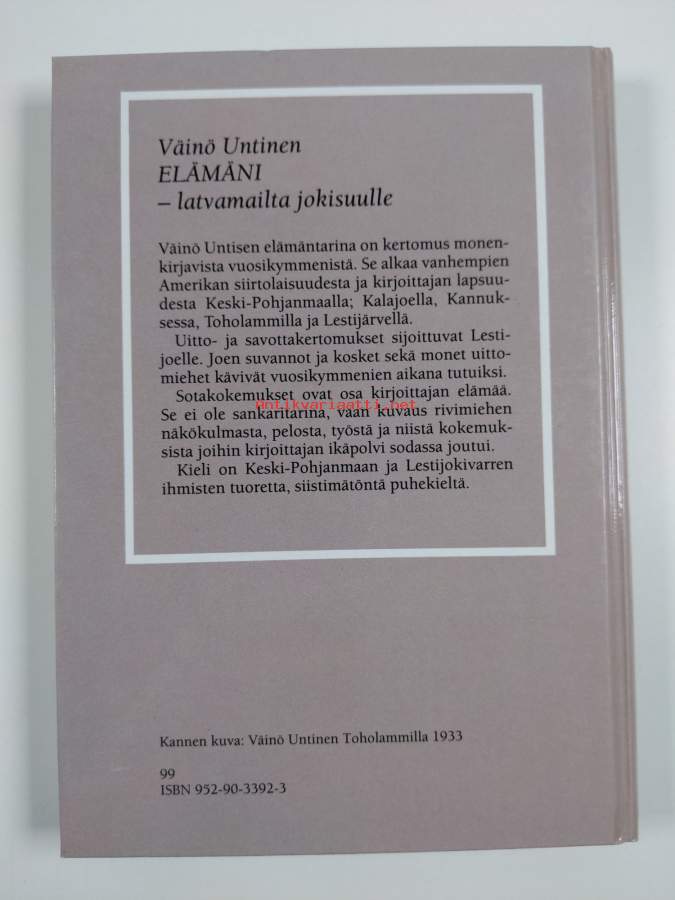 Väinö Untinen
ELÄMÄNI
– latvamailta jokisuulle
Väinö Untisen elämäntarina on kertomus monen-
kirjavista vuosikymmenistä. Se alkaa vanhempien
Amerikan siirtolaisuudesta ja kirjoittajan lapsuu-
desta Keski-Pohjanmaalla; Kalajoella, Kannuk-
sessa, Toholammilla ja Lestijärvellä.
Uitto- ja savottakertomukset sijoittuvat Lesti-
joelle. Joen suvannot ja kosket sekä monet uitto-
miehet kävivät vuosikymmenien aikana tutuiksi.
Sotakokemukset ovat osa kirjoittajan elämää.
Antikvariaatti.net
Se ei ole sankaritarina, vaan kuvaus rivimiehen
näkökulmasta, pelosta, työstä ja niistä kokemuk-
sista joihin kirjoittajan ikäpolvi sodassa joutui.
Kieli on Keski-Pohjanmaan ja Lestijokivarren
ihmisten tuoretta, siistimätöntä puhekieltä.
Kannen kuva: Väinö Untinen Toholammilla 1933
99
ISBN 952-90-3392-3